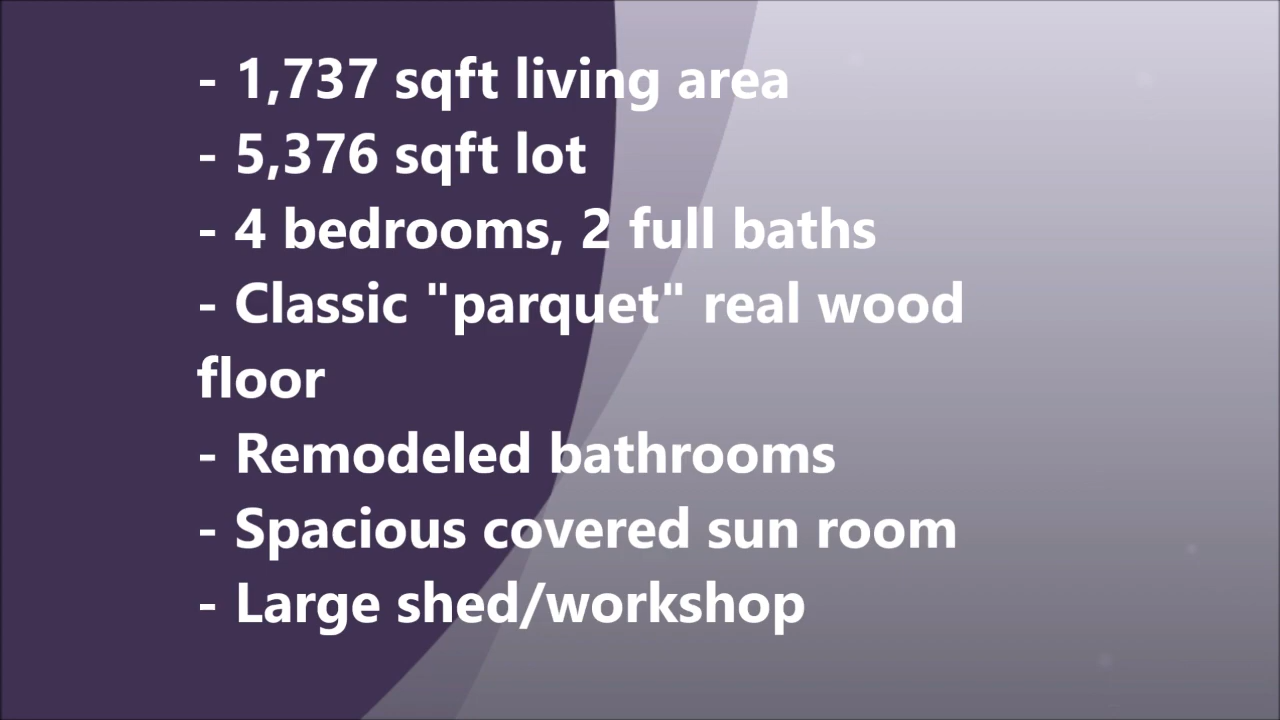 - 1,737 sqft living area
- 5,376 sqft lot
- 4 bedrooms, 2 full baths
- Classic "parquet" real wood
floor
- Remodeled bathrooms
- Spacious covered sun room
- Large shed/workshop